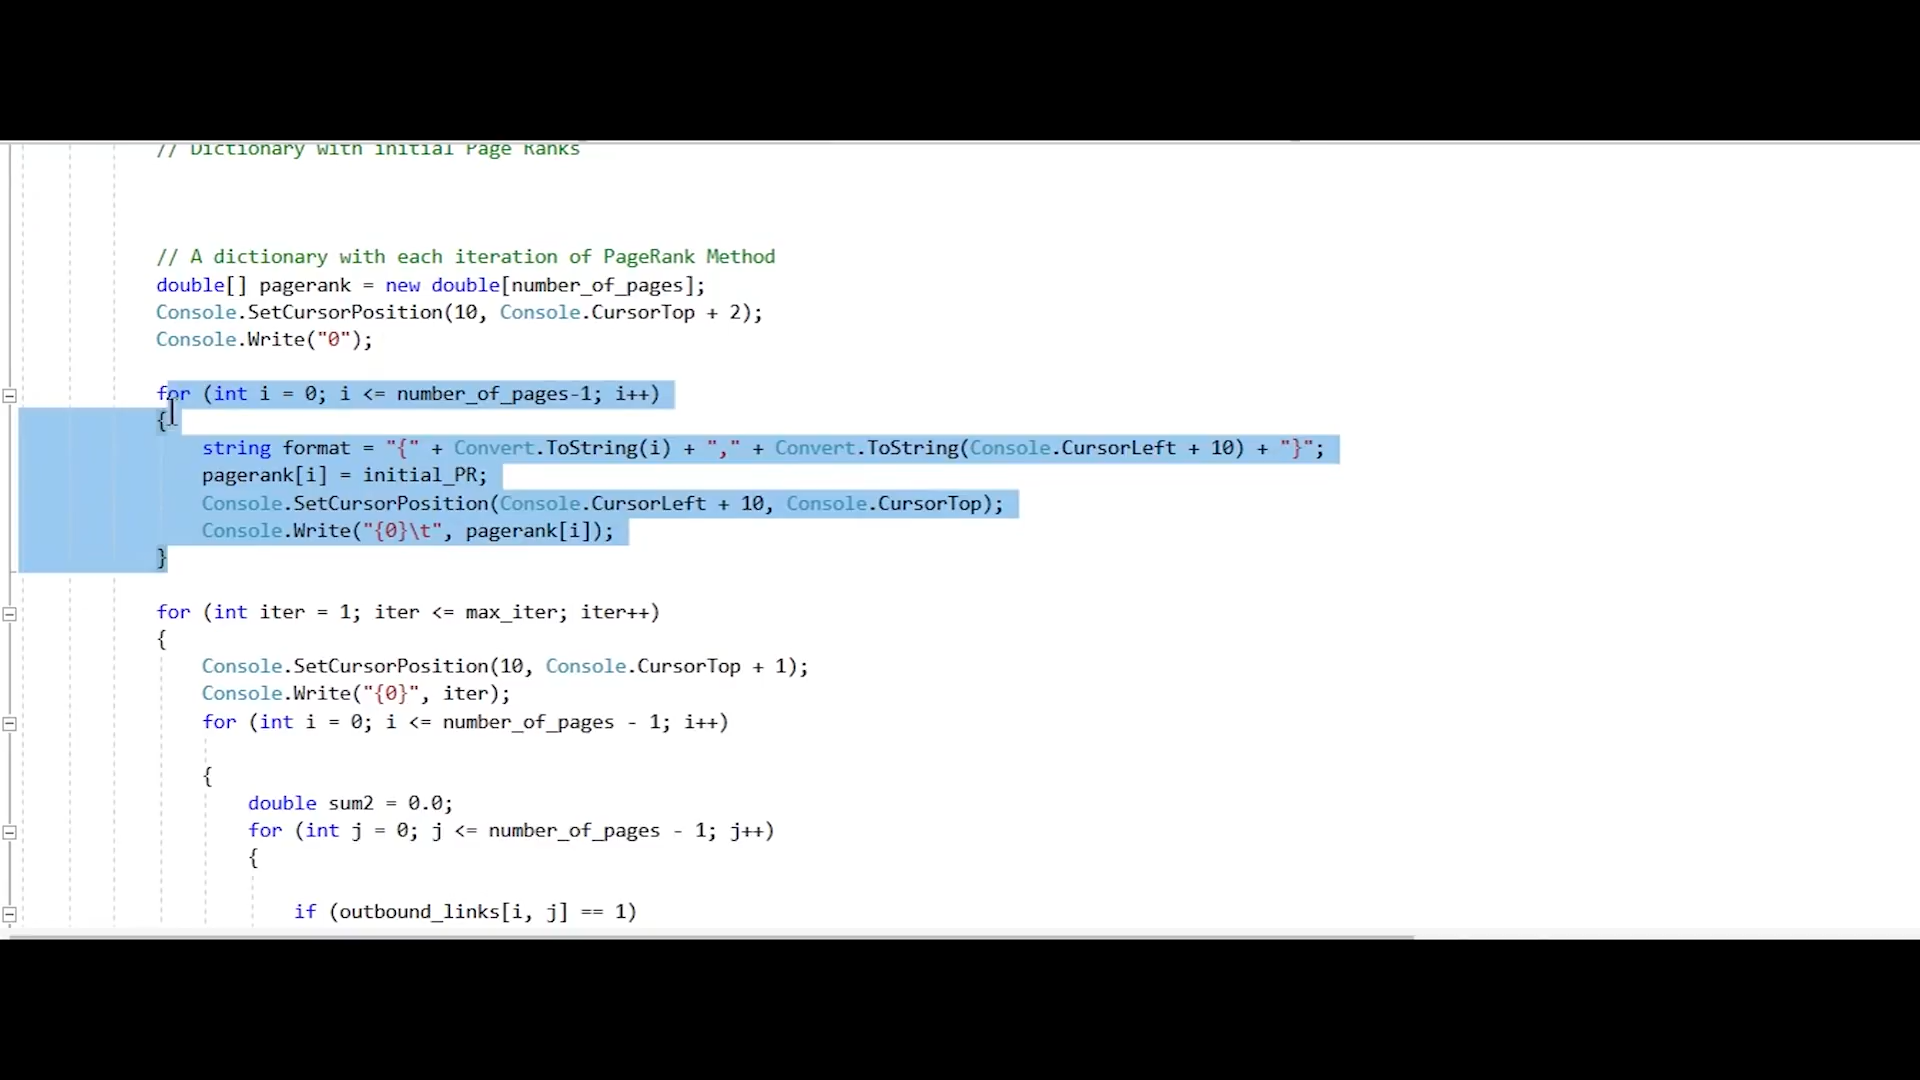 // Dictionary with initial Page Ranks
// A dictionary with each iteration of PageRank Method
double[] pagerank = new double[number_of_pages];
Console.SetCursorPosition(10, Console.CursorTop + 2);
Console.Write("0");
for (int i = 0; i <= number_of_pages-1; i++)
{
string format = "{" + Convert.ToString(i) + "," + Convert.ToString(Console.CursorLeft + 10) + "}";
pagerank[i] = initial_PR;
Console.SetCursorPosition(Console.CursorLeft + 10, Console.CursorTop);
Console.Write("{0}\t", pagerank[i]);
}
for (int iter = 1; iter <= max_iter; iter++)
{
Console.SetCursorPosition(10, Console.CursorTop + 1);
Console.Write("{0}", iter);
for (int i = 0; i <= number_of_pages - 1; i++)
{
double sum2 = 0.0;
for (int j = 0; j <= number_of_pages - 1; j++)
{
if (outbound_links[i, j] == 1)